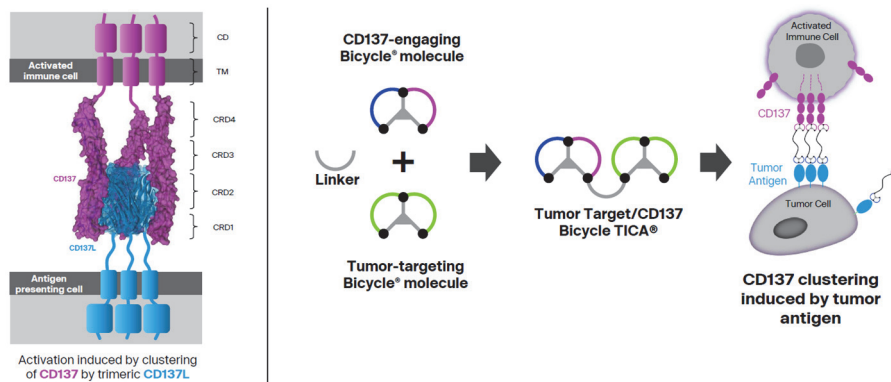 Activated
immune cell
CD
TM
CRD4
CRD3
CRD2
CRD1
CD137
CD137L
Antigen
presenting cell
Activation induced by clustering
of CD137 by trimeric CD137L
CD137-engaging
Bicycle® molecule
Linker
+
Tumor-targeting
Bicycle® molecule
Tumor Target/CD137
Bicycle TICA®
Activated
Immune Cell
CD137
Tumor
Antigen
Tumor Cell
CD137 clustering
induced by tumor
antigen